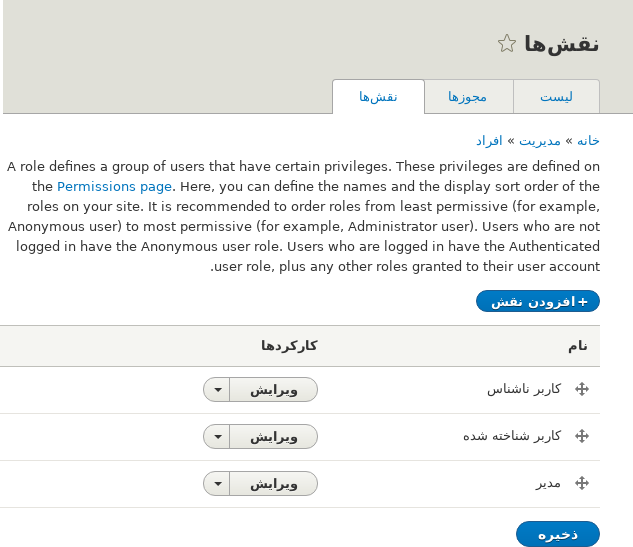 نقش‌ها
لیست
مجوزها
نقش‌ها
خانه » مدیریت » افراد
A role defines a group of users that have certain privileges. These privileges are defined on
the Permissions page. Here, you can define the names and the display sort order of the
roles on your site. It is recommended to order roles from least permissive (for example,
Anonymous user) to most permissive (for example, Administrator user). Users who are not
logged in have the Anonymous user role. Users who are logged in have the Authenticated
user role, plus any other roles granted to their user account.
+افزودن نقش
نام کارکردها
کاربر ناشناس ویرایش
کاربر شناخته شده ویرایش
مدیر ویرایش
ذخیره